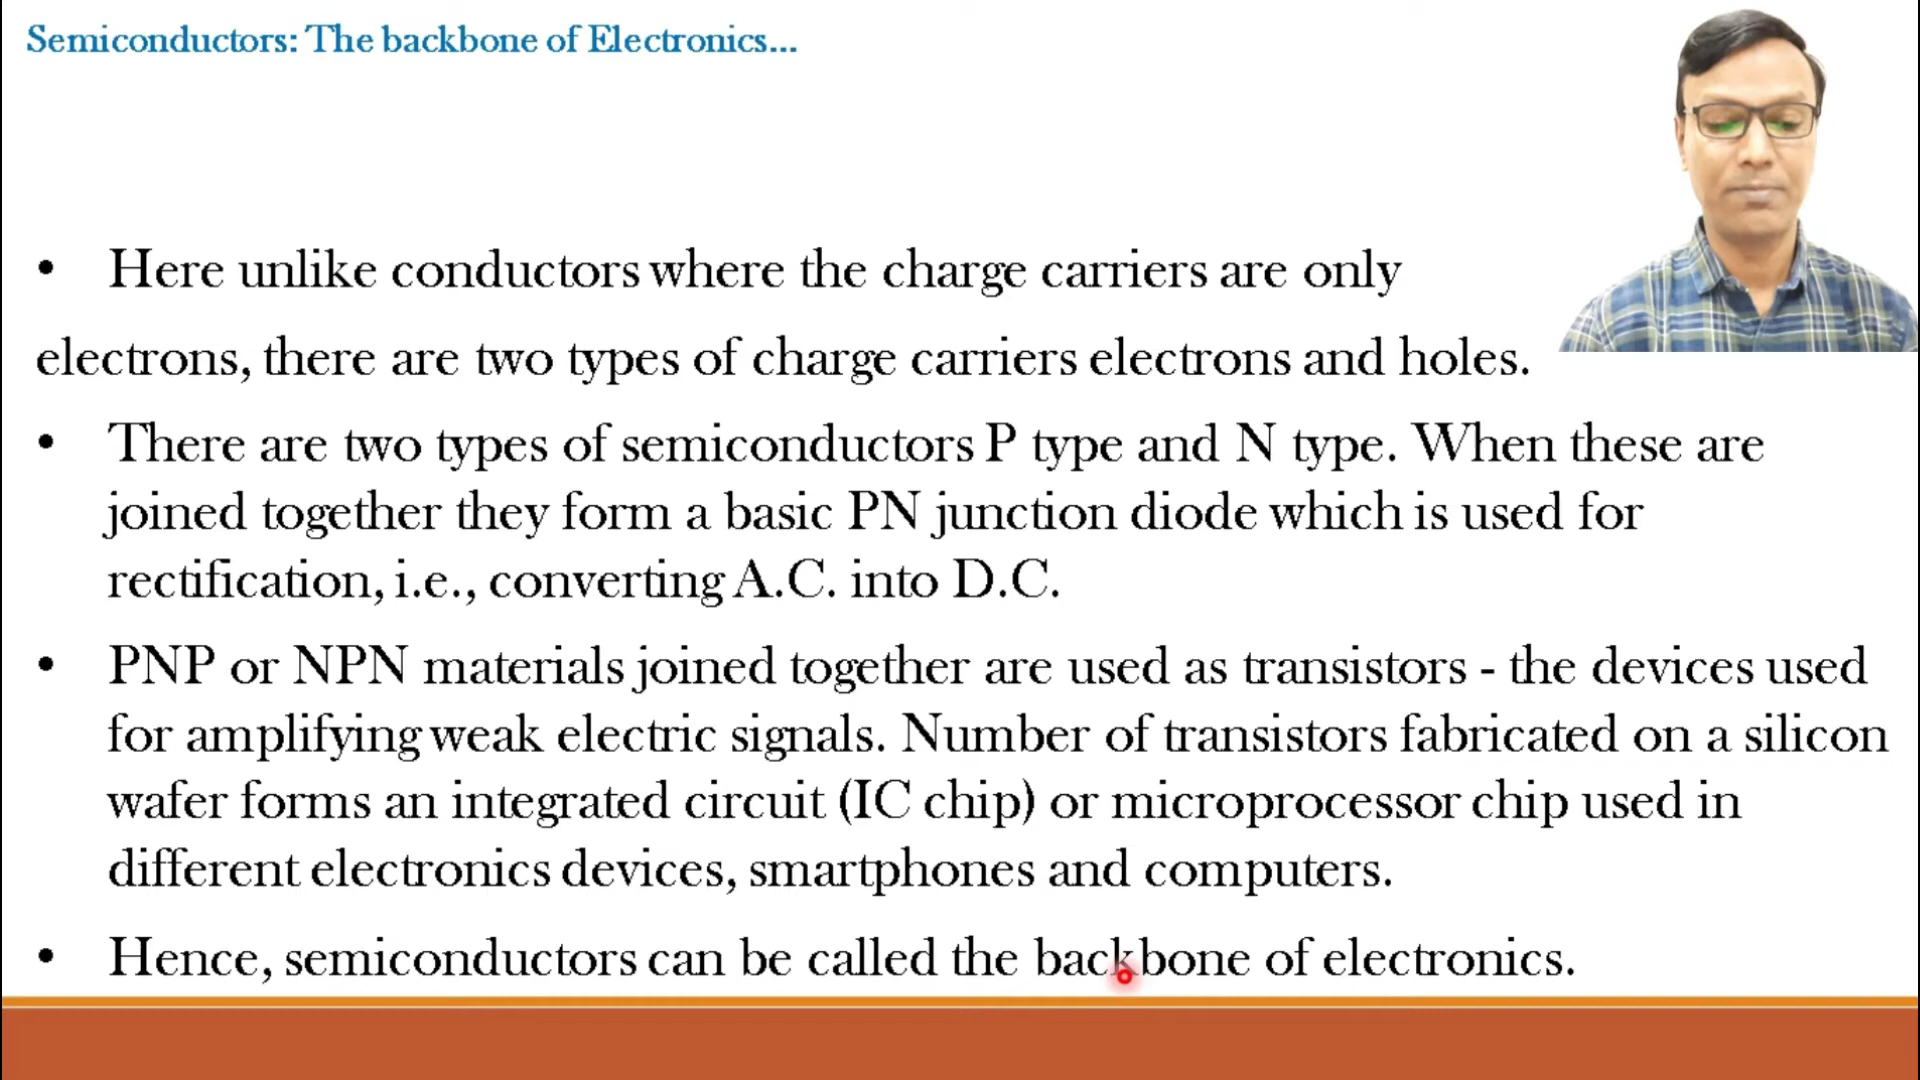 Semiconductors: The backbone of Electronics...
• Here unlike conductors where the charge carriers are only
electrons, there are two types of charge carriers electrons and holes.
• There are two types of semiconductors P type and N type. When these are
joined together they form a basic PN junction diode which is used for
rectification, i.e., converting A.C. into D.C.
• PNP or NPN materials joined together are used as transistors - the devices used
for amplifying weak electric signals. Number of transistors fabricated on a silicon
wafer forms an integrated circuit (IC chip) or microprocessor chip used in
different electronics devices, smartphones and computers.
• Hence, semiconductors can be called the backbone of electronics.